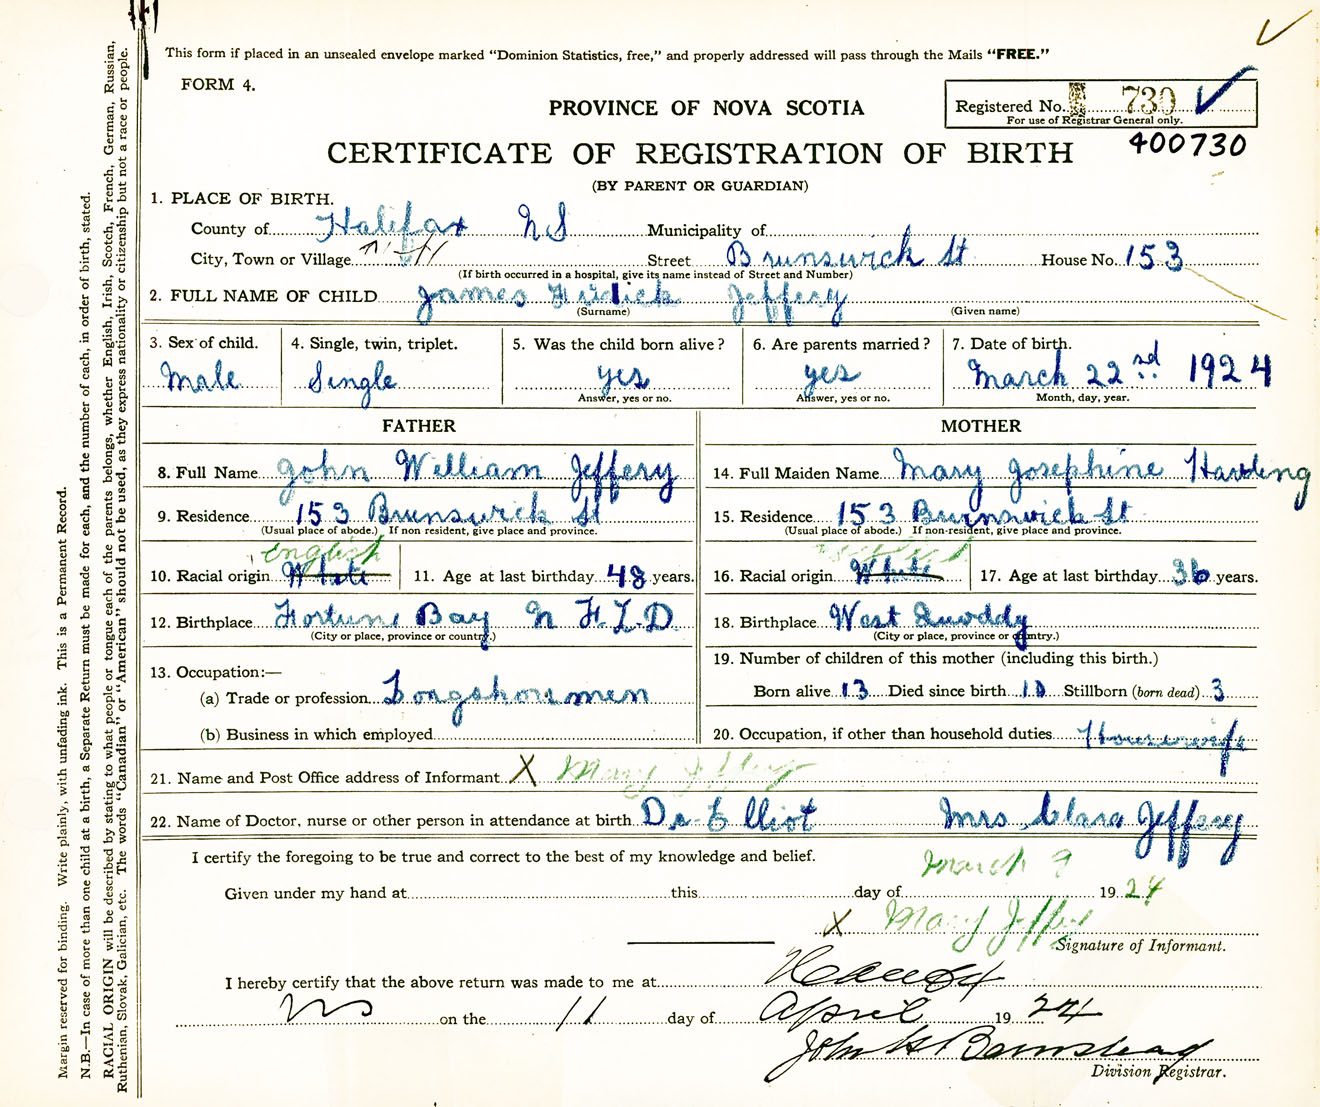 This form if placed in an unsealed envelope marked "Dominion Statistics, free," and properly addressed will pass through the Mails "FREE."
FORM 4.
PROVINCE OF NOVA SCOTIA
Registered No. 730
For use of Registrar General only.
400730
CERTIFICATE OF REGISTRATION OF BIRTH
(BY PARENT OR GUARDIAN)
1. PLACE OF BIRTH.
County of Halifax N S Municipality of
City, Town or Village Street Brunswick St House No. 153
(If birth occurred in a hospital, give its name instead of Street and Number)
2. FULL NAME OF CHILD James Fridick Jeffery
(Surname) (Given name)
3. Sex of child. 4. Single, twin, triplet. 5. Was the child born alive? 6. Are parents married? 7. Date of birth.
Male Single yes yes March 22nd 1924
Answer, yes or no. Answer, yes or no. Month, day, year.
FATHER MOTHER
8. Full Name John William Jeffery 14. Full Maiden Name Mary Josephine Harding
9. Residence 153 Brunswick St 15. Residence 153 Burnswick St
(Usual place of abode.) If non resident, give place and province. (Usual place of abode.) If non-resident, give place and province.
English
10. Racial origin White 11. Age at last birthday 48 years. 16. Racial origin White 17. Age at last birthday 36 years.
12. Birthplace Fortune Bay N F.L.D. 18. Birthplace West Quoddy
(City or place, province or country.) (City or place, province or country.)
13. Occupation:— 19. Number of children of this mother (including this birth.)
(a) Trade or profession Longshoremen Born alive 13 Died since birth 10 Stillborn (born dead) 3
(b) Business in which employed 20. Occupation, if other than household duties Housewife
21. Name and Post Office address of Informant X Mary Jeffery
22. Name of Doctor, nurse or other person in attendance at birth Dr Elliot Mrs Clara Jeffery
I certify the foregoing to be true and correct to the best of my knowledge and belief.
Given under my hand at this day of March 9 1924
X Mary Jeffery
Signature of Informant.
I hereby certify that the above return was made to me at Halifax
NS on the 11 day of April 1924
John H Barnstead
Division Registrar.
Margin reserved for binding. Write plainly, with unfading ink. This is a Permanent Record.
N.B.—In case of more than one child at a birth, a Separate Return must be made for each, and the number of each, in order of birth, stated.
RACIAL ORIGIN will be described by stating to what people or tongue each of the parents belongs, whether English, Irish, Scotch, French, German, Russian,
Ruthenian, Slovak, Galician, etc. The words "Canadian" or "American" should not be used, as they express nationality or citizenship but not a race or people.